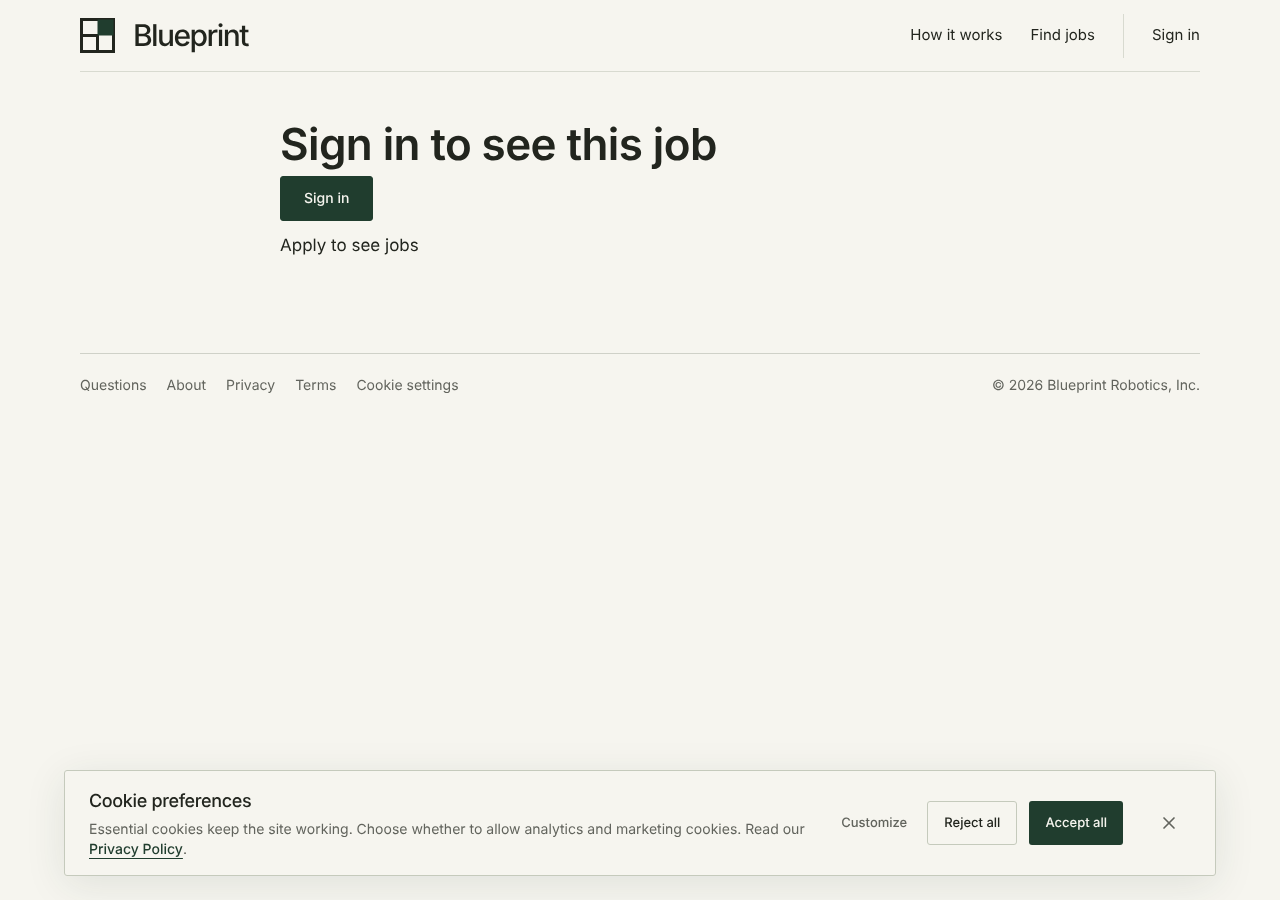 Blueprint
How it works
Find jobs
Sign in
Sign in to see this job
Sign in
Apply to see jobs
Questions
About
Privacy
Terms
Cookie settings
© 2026 Blueprint Robotics, Inc.
Cookie preferences
Essential cookies keep the site working. Choose whether to allow analytics and marketing cookies. Read our
Privacy Policy.
Customize
Reject all
Accept all